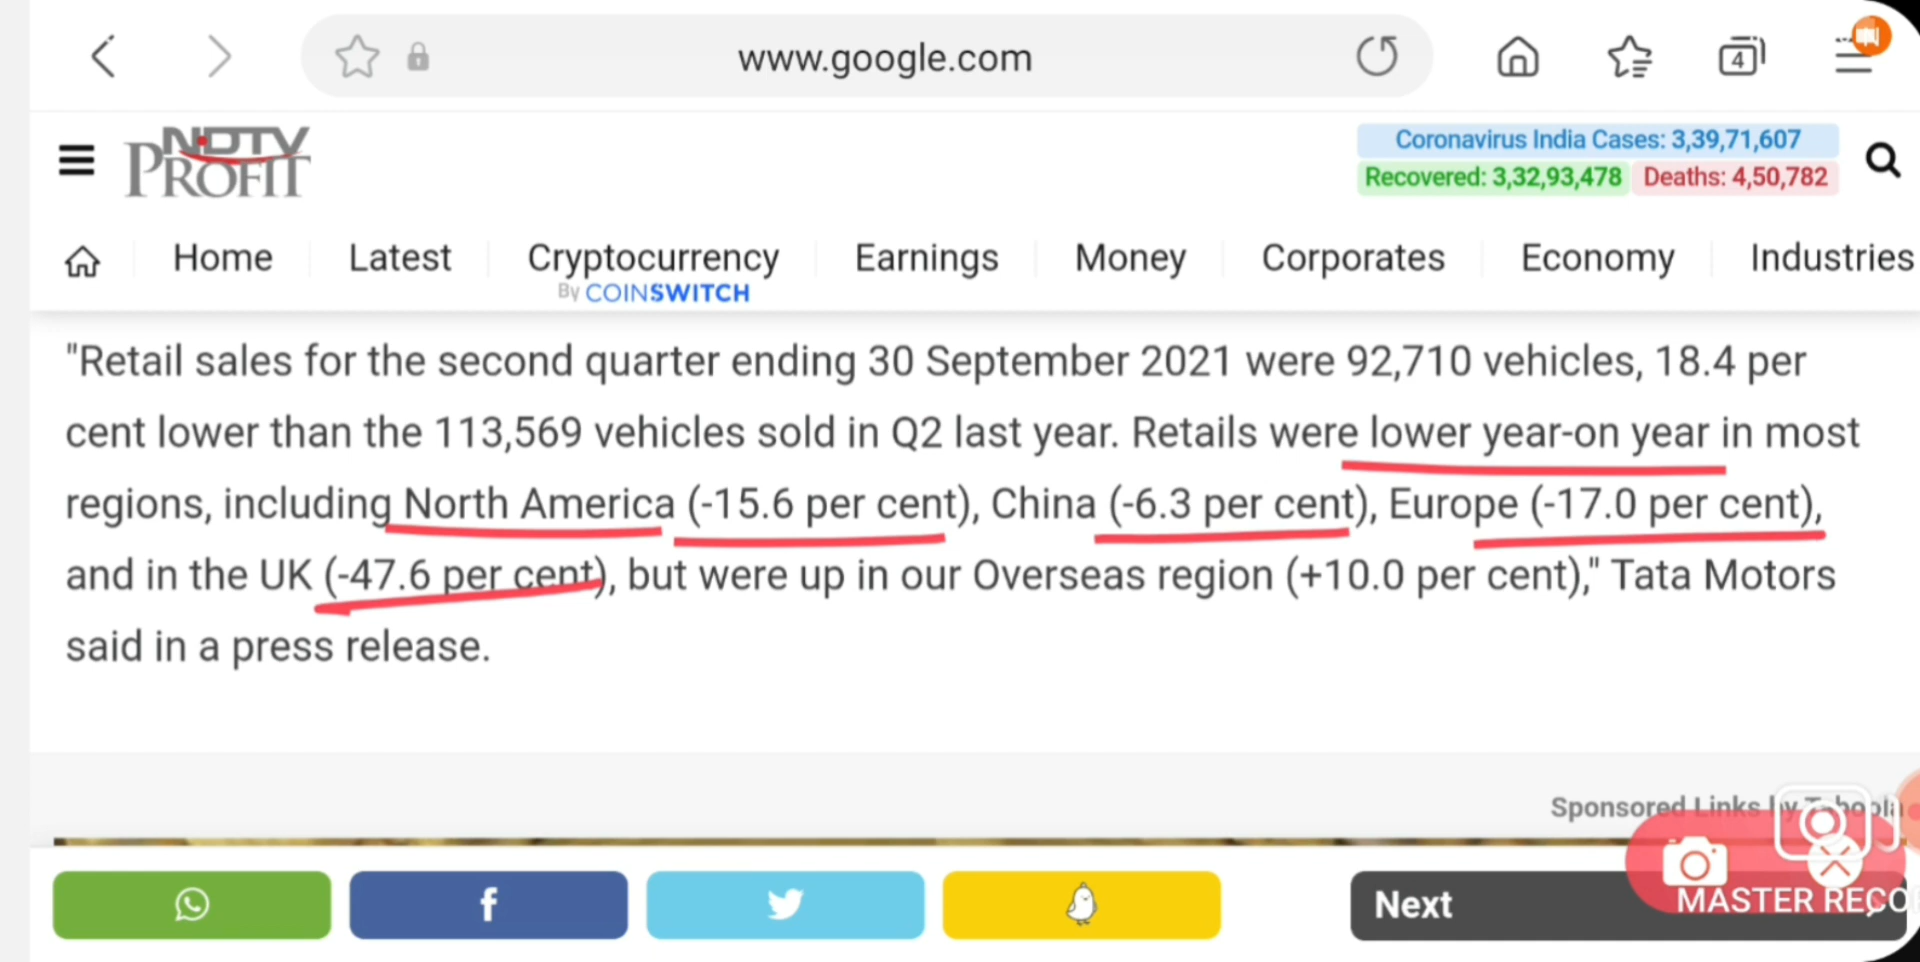 www.google.com
4
NDTV
PROFIT
Coronavirus India Cases: 3,39,71,607
Recovered: 3,32,93,478 Deaths: 4,50,782
Home Latest Cryptocurrency Earnings Money Corporates Economy Industries
By COINSWITCH
"Retail sales for the second quarter ending 30 September 2021 were 92,710 vehicles, 18.4 per
cent lower than the 113,569 vehicles sold in Q2 last year. Retails were lower year-on year in most
regions, including North America (-15.6 per cent), China (-6.3 per cent), Europe (-17.0 per cent),
and in the UK (-47.6 per cent), but were up in our Overseas region (+10.0 per cent)," Tata Motors
said in a press release.
Sponsored Links by Taboola
Next
MASTER RECO